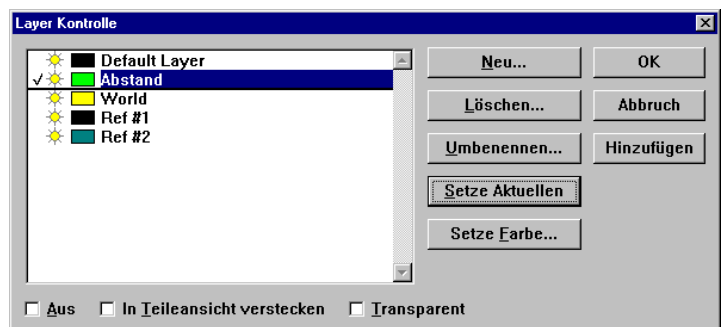 Layer Kontrolle
Default Layer
Abstand
World
Ref #1
Ref #2
Neu...
OK
Löschen...
Abbruch
Umbenennen...
Hinzufügen
Setze Aktuellen
Setze Farbe...
Aus
In Teileansicht verstecken
Transparent